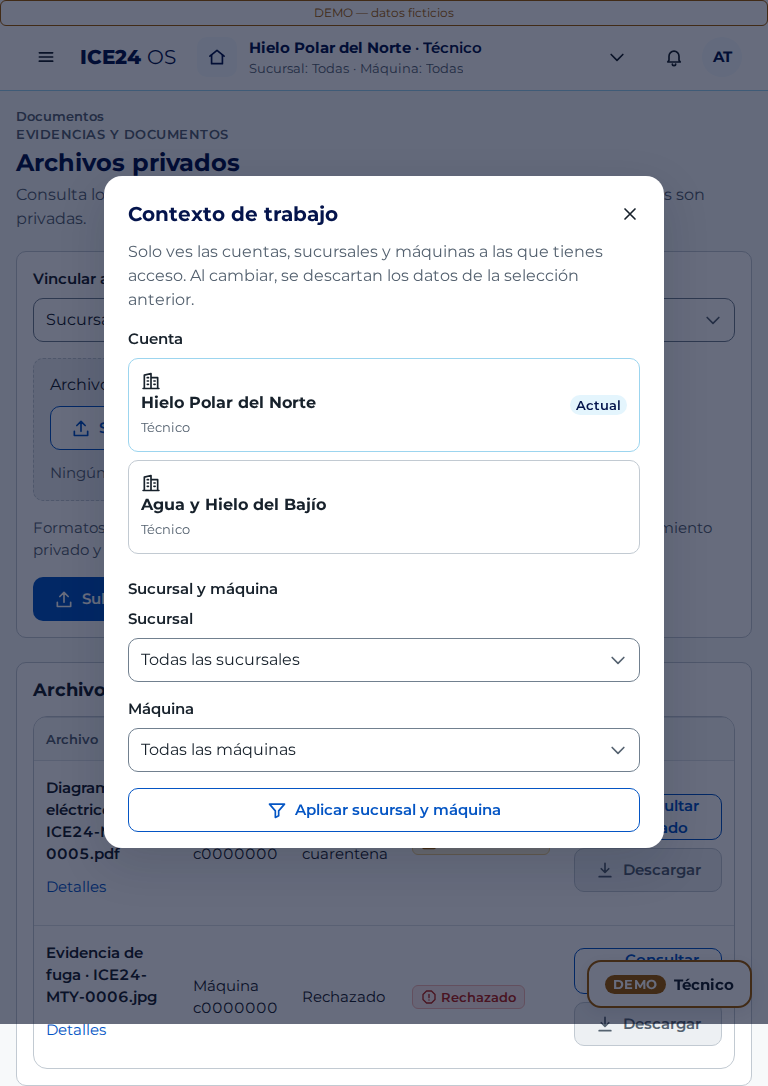 DEMO — datos ficticios
ICE24 OS
Hielo Polar del Norte · Técnico
Sucursal: Todas · Máquina: Todas
AT
Documentos
EVIDENCIAS Y DOCUMENTOS
Archivos privados
Consulta lo
s son
privadas.
Contexto de trabajo
Solo ves las cuentas, sucursales y máquinas a las que tienes
acceso. Al cambiar, se descartan los datos de la selección
anterior.
Cuenta
Hielo Polar del Norte
Técnico
Actual
Agua y Hielo del Bajío
Técnico
Sucursal y máquina
Sucursal
Todas las sucursales
Máquina
Todas las máquinas
Aplicar sucursal y máquina
Vincular a
Sucursa
Archivo
Ningún
Formatos
miento
privado y
Sub
Archivo
Archivo
Diagram
eléctrico
ICE24-M
0005.pdf
Detalles
c0000000
cuarentena
ultar
ado
Descargar
Evidencia de
fuga · ICE24-
MTY-0006.jpg
Detalles
Máquina
c0000000
Rechazado
Rechazado
Consultar
Descargar
DEMO Técnico